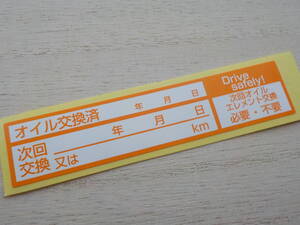 オイル交換済 年 月 日
次回 年 月 日
交換 又は km
Drive
safely!
次回オイル
エレメント交換
必要・不要